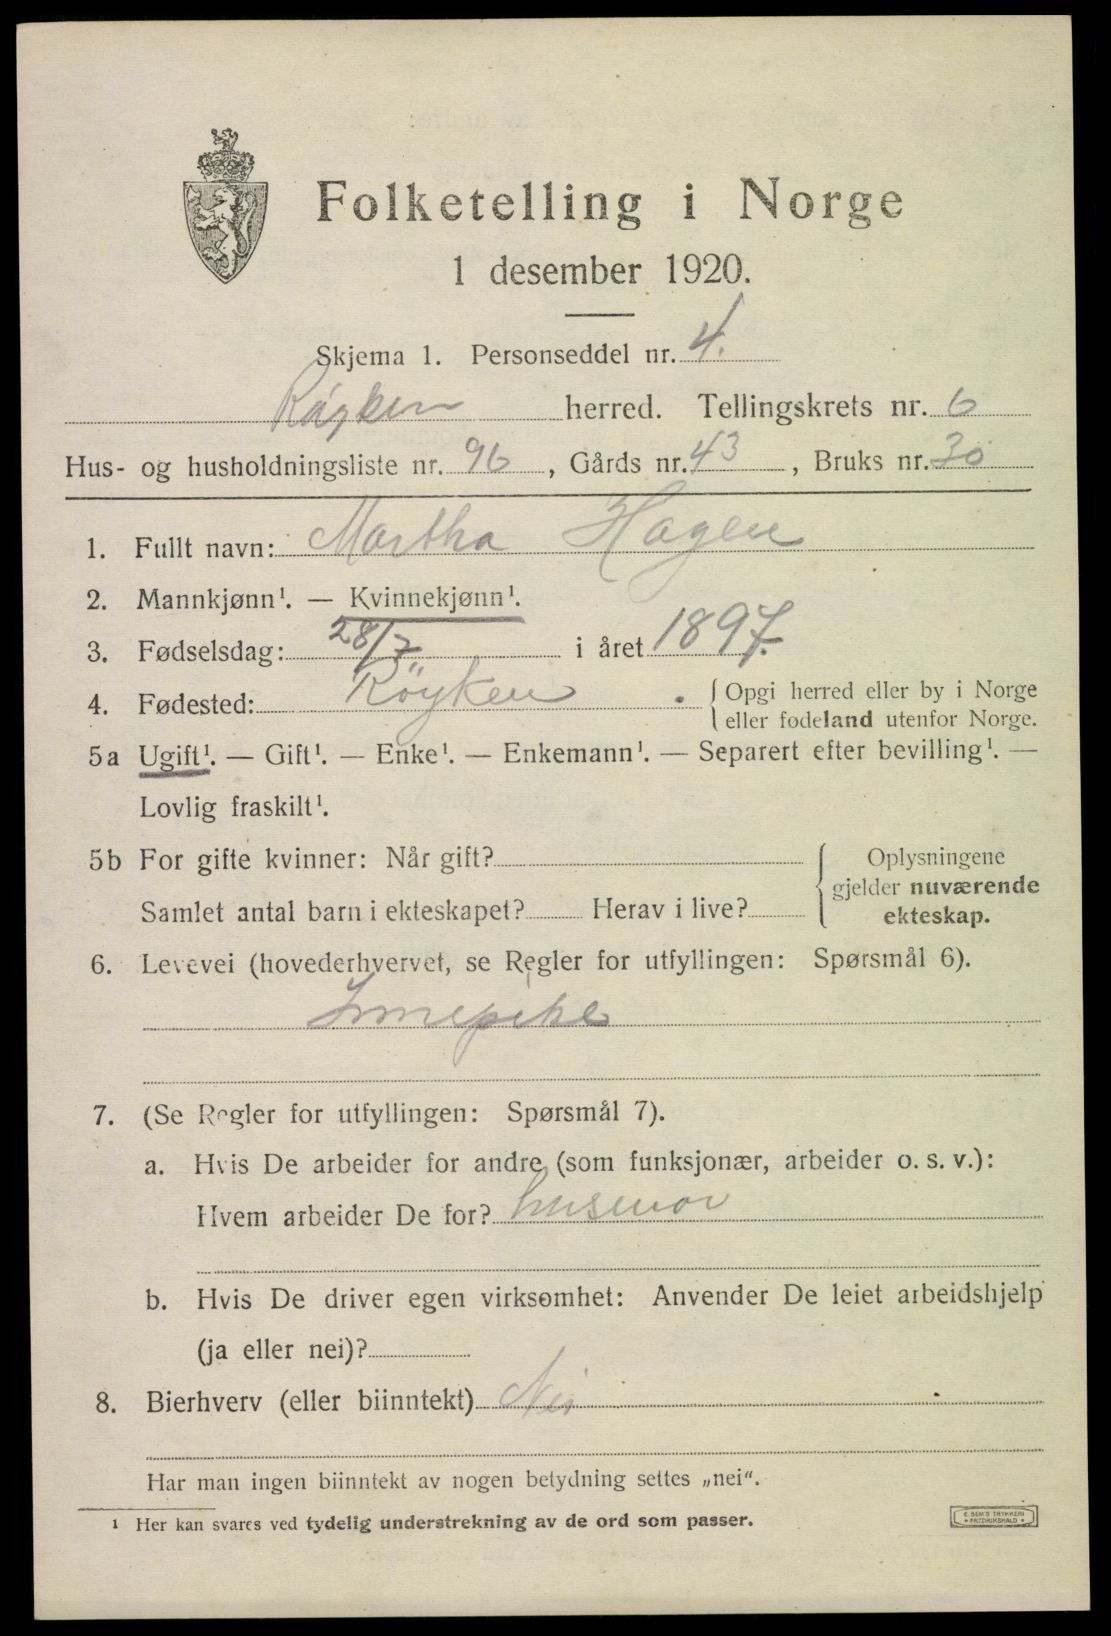 Folketelling i Norge
1 desember 1920.
Skjema 1. Personseddel nr. 4.
Røyken herred. Tellingskrets nr. 6
Hus- og husholdningsliste nr. 96, Gårds nr. 43, Bruks nr. 30
1. Fullt navn: Martha Hagen
2. Mannkjønn¹. — Kvinnekjønn¹.
3. Fødselsdag: 28/7 i året 1897.
4. Fødested: Röyken. Opgi herred eller by i Norge
eller fødeland utenfor Norge.
5a Ugift¹. — Gift¹. — Enke¹. — Enkemann¹. — Separert efter bevilling¹. —
Lovlig fraskilt¹.
5b For gifte kvinner: Når gift? Oplysningene
gjelder nuværende
Samlet antal barn i ekteskapet? Herav i live? ekteskap.
6. Levevei (hovederhvervet, se Regler for utfyllingen: Spørsmål 6).
Innepike
7. (Se Regler for utfyllingen: Spørsmål 7).
a. Hvis De arbeider for andre (som funksjonær, arbeider o. s. v.):
Hvem arbeider De for? husmor
b. Hvis De driver egen virksomhet: Anvender De leiet arbeidshjelp
(ja eller nei)?
8. Bierhverv (eller biinntekt) Nei
Har man ingen biinntekt av nogen betydning settes „nei“.
¹ Her kan svares ved tydelig understrekning av de ord som passer.
E. SEM'S TRYKKERI
• FREDRIKSHALD •